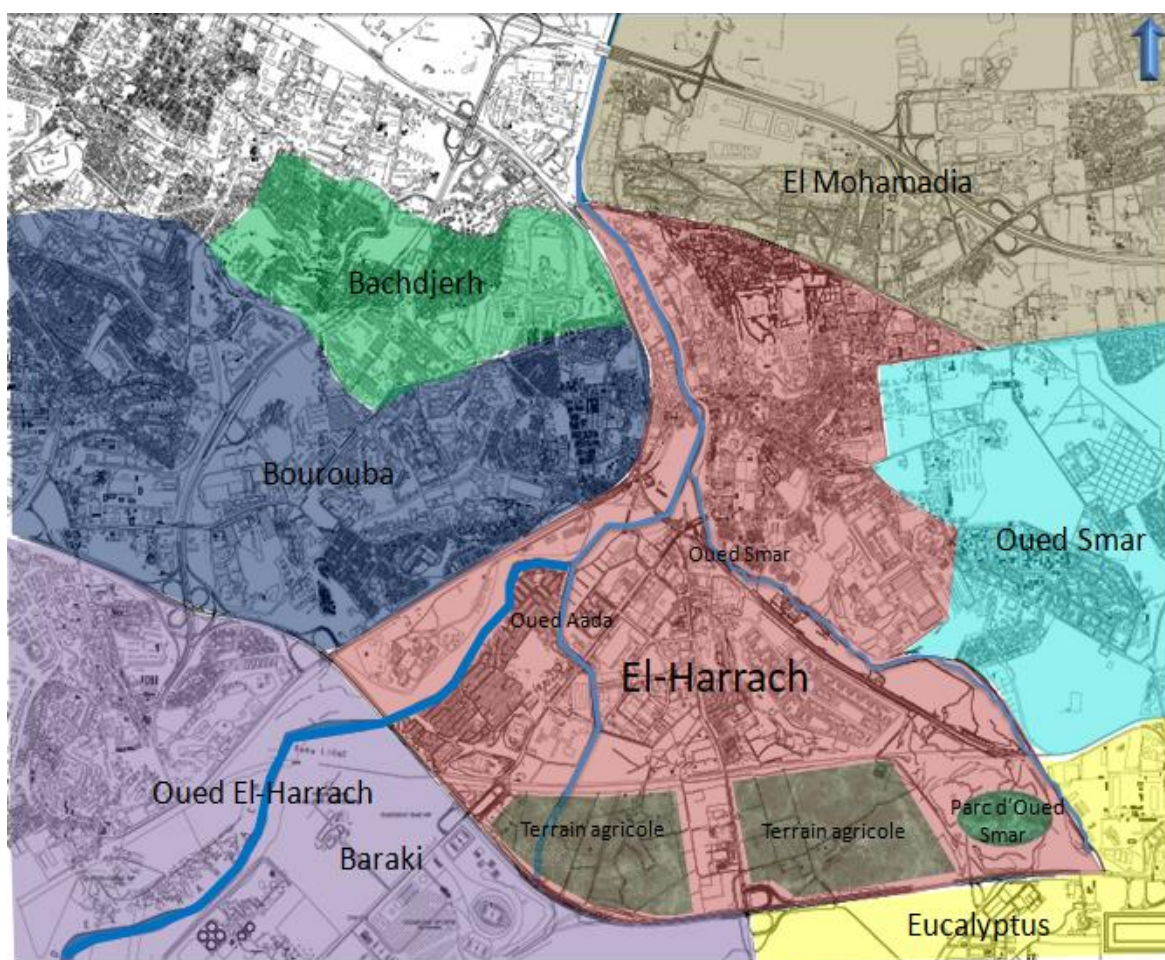 El Mohamadia
Bachdjerh
Bourouba
Oued Smar
Oued Smar
Oued Aada
El-Harrach
Oued El-Harrach
Terrain agricole
Terrain agricole
Parc d'Oued
Smar
Baraki
Eucalyptus